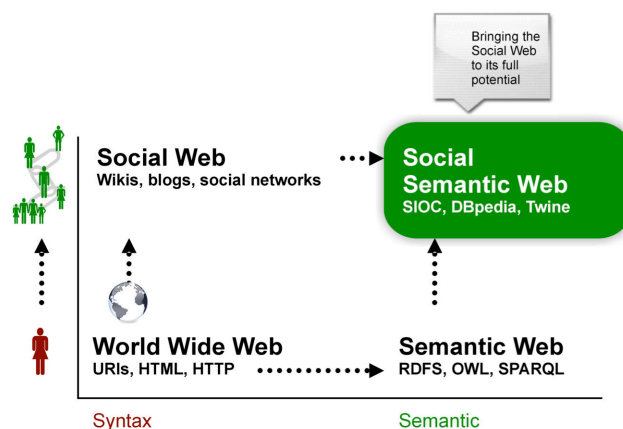 Bringing the
Social Web
to its full
potential
Social Web
Wikis, blogs, social networks
Social
Semantic Web
SIOC, DBpedia, Twine
World Wide Web
URIs, HTML, HTTP
Semantic Web
RDFS, OWL, SPARQL
Syntax
Semantic